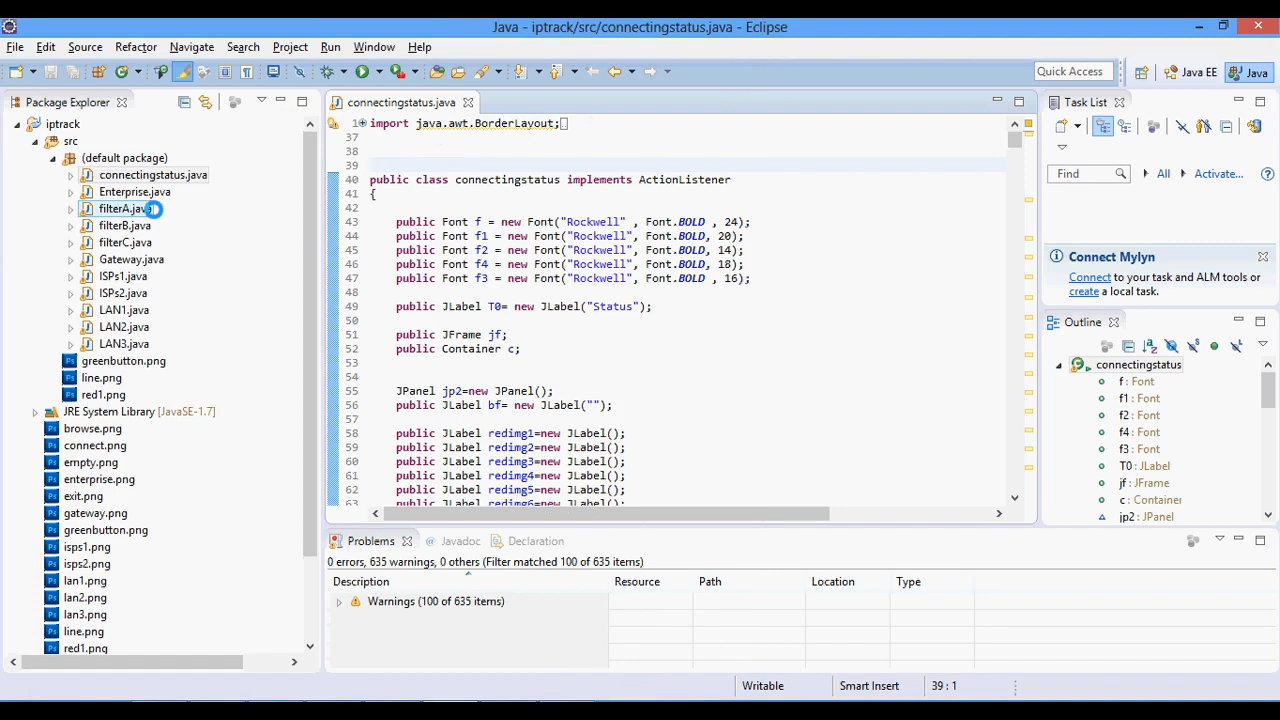 Java - iptrack/src/connectingstatus.java - Eclipse
File Edit Source Refactor Navigate Search Project Run Window Help
Quick Access
Java EE
Java
Package Explorer
iptrack
src
(default package)
connectingstatus.java
Enterprise.java
filterA.java
filterB.java
filterC.java
Gateway.java
ISPs1.java
ISPs2.java
LAN1.java
LAN2.java
LAN3.java
greenbutton.png
line.png
red1.png
JRE System Library [JavaSE-1.7]
browse.png
connect.png
empty.png
enterprise.png
exit.png
gateway.png
greenbutton.png
isps1.png
isps2.png
lan1.png
lan2.png
lan3.png
line.png
red1.png
connectingstatus.java
1 import java.awt.BorderLayout;
37
38
39
40 public class connectingstatus implements ActionListener
41 {
42
43 public Font f = new Font("Rockwell" , Font.BOLD , 24);
44 public Font f1 = new Font("Rockwell", Font.BOLD, 20);
45 public Font f2 = new Font("Rockwell", Font.BOLD, 14);
46 public Font f4 = new Font("Rockwell", Font.BOLD, 18);
47 public Font f3 = new Font("Rockwell", Font.BOLD , 16);
48
49 public JLabel T0= new JLabel("Status");
50
51 public JFrame jf;
52 public Container c;
53
54
55 JPanel jp2=new JPanel();
56 public JLabel bf= new JLabel("");
57
58 public JLabel redimg1=new JLabel();
59 public JLabel redimg2=new JLabel();
60 public JLabel redimg3=new JLabel();
61 public JLabel redimg4=new JLabel();
62 public JLabel redimg5=new JLabel();
63 public JLabel redimg6=new JLabel();
Task List
Find
All
Activate...
Connect Mylyn
Connect to your task and ALM tools or
create a local task.
Outline
connectingstatus
f : Font
f1 : Font
f2 : Font
f4 : Font
f3 : Font
T0 : JLabel
jf : JFrame
c : Container
jp2 : JPanel
Problems
Javadoc
Declaration
0 errors, 635 warnings, 0 others (Filter matched 100 of 635 items)
Description Resource Path Location Type
Warnings (100 of 635 items)
Writable Smart Insert 39 : 1